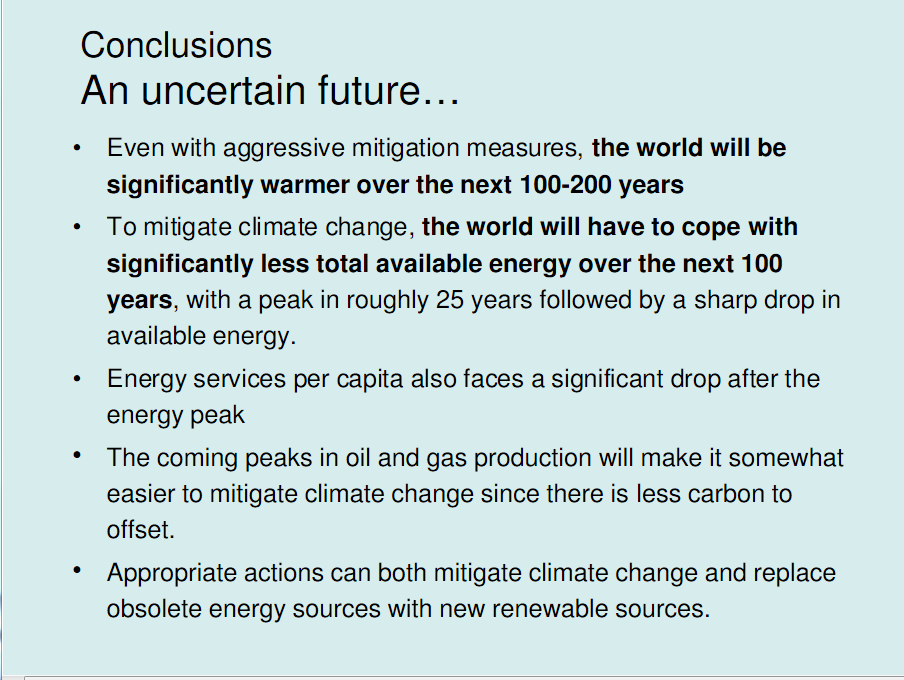 Conclusions
An uncertain future…
• Even with aggressive mitigation measures, the world will be
significantly warmer over the next 100-200 years
• To mitigate climate change, the world will have to cope with
significantly less total available energy over the next 100
years, with a peak in roughly 25 years followed by a sharp drop in
available energy.
• Energy services per capita also faces a significant drop after the
energy peak
• The coming peaks in oil and gas production will make it somewhat
easier to mitigate climate change since there is less carbon to
offset.
• Appropriate actions can both mitigate climate change and replace
obsolete energy sources with new renewable sources.